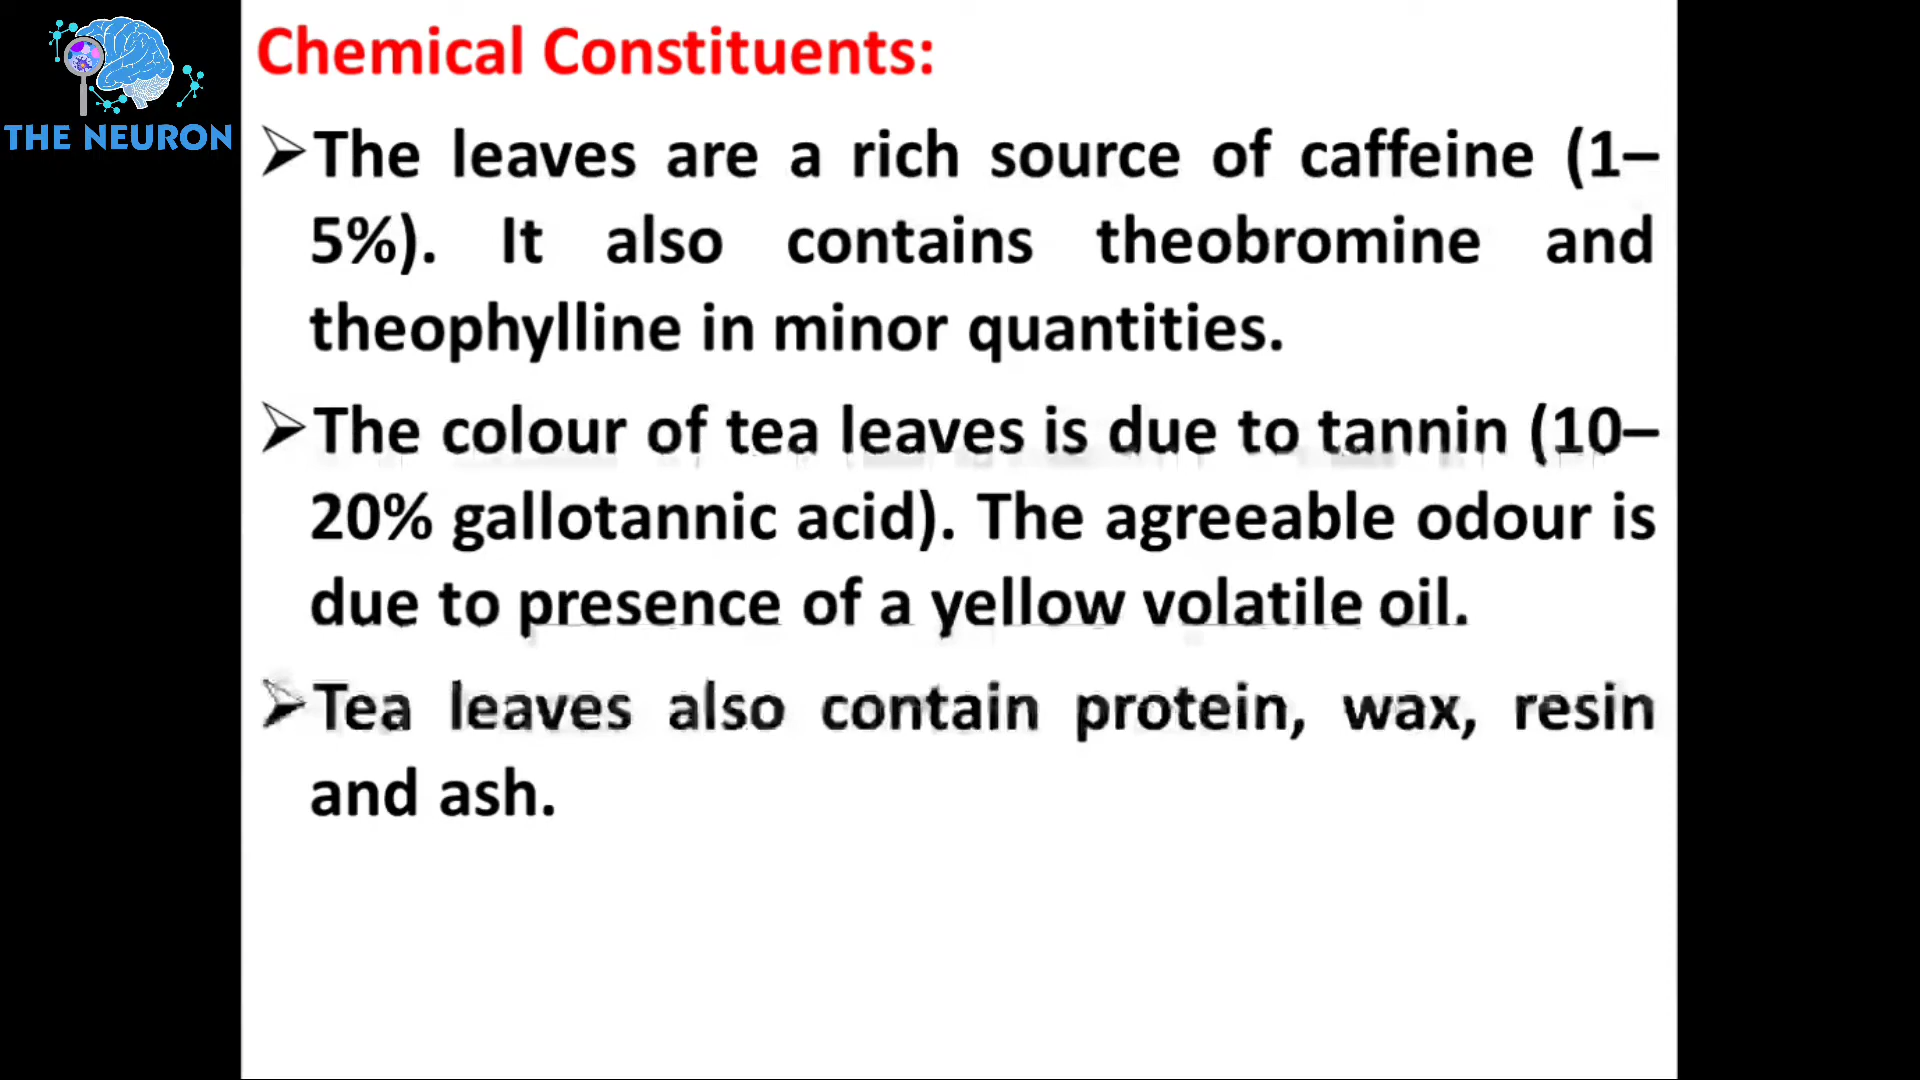 THE NEURON
Chemical Constituents:
➢The leaves are a rich source of caffeine (1–
5%). It also contains theobromine and
theophylline in minor quantities.
➢The colour of tea leaves is due to tannin (10–
20% gallotannic acid). The agreeable odour is
due to presence of a yellow volatile oil.
➢Tea leaves also contain protein, wax, resin
and ash.